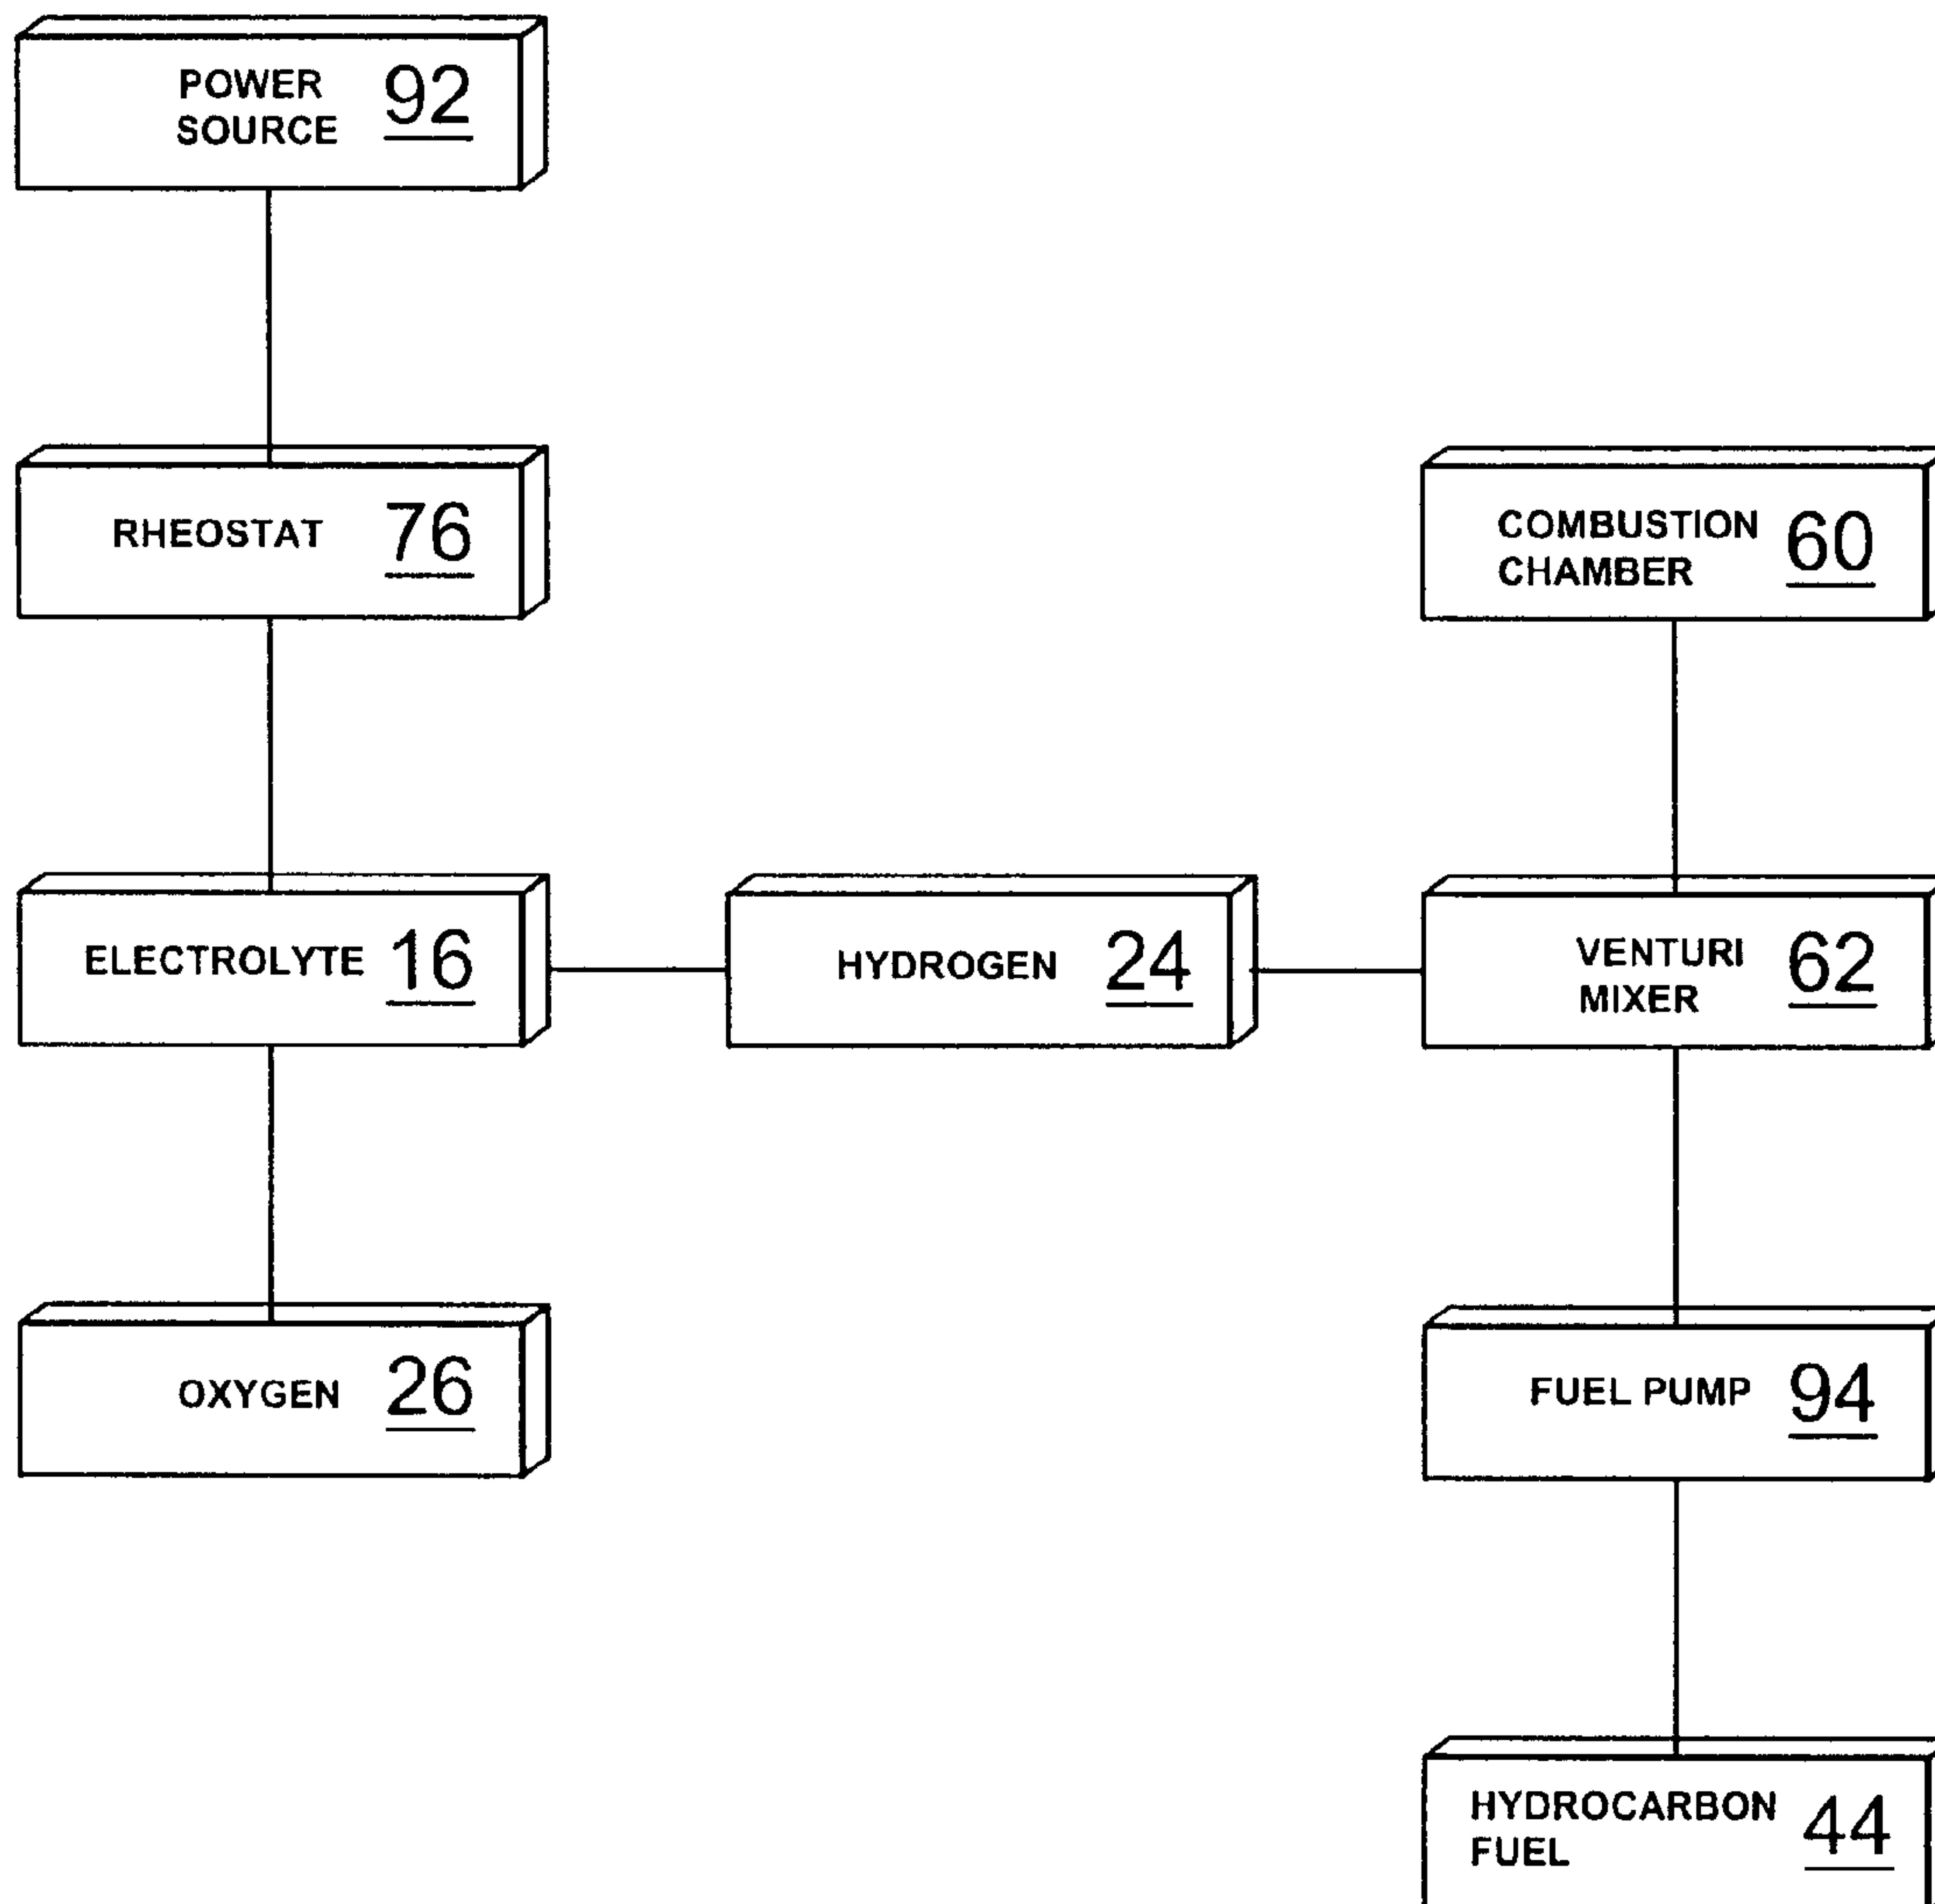 POWER
SOURCE 92
RHEOSTAT 76
COMBUSTION
CHAMBER 60
ELECTROLYTE 16
HYDROGEN 24
VENTURI
MIXER 62
OXYGEN 26
FUEL PUMP 94
HYDROCARBON
FUEL 44